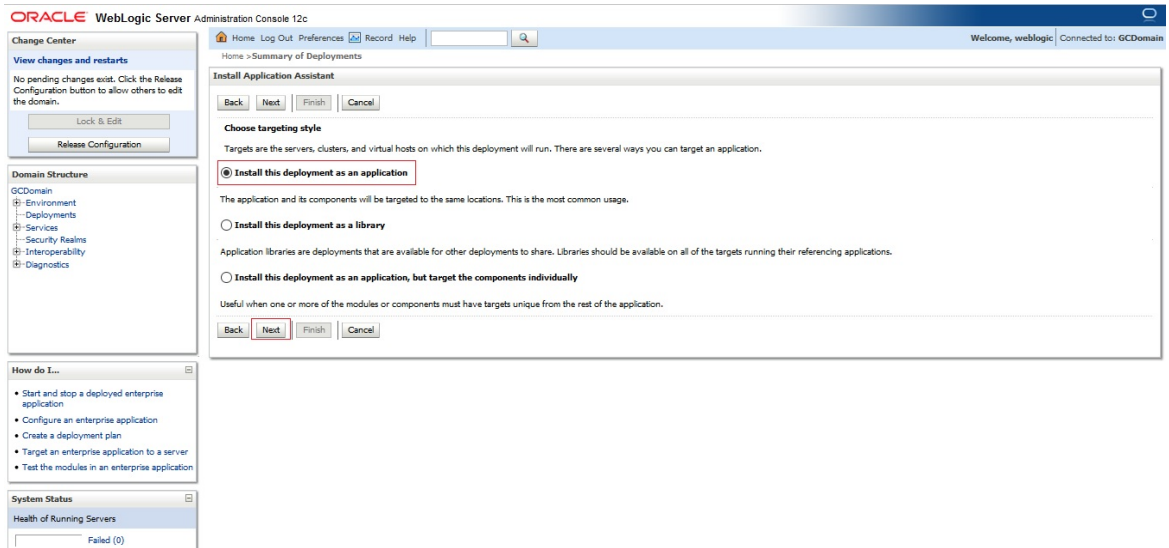 ORACLE WebLogic Server Administration Console 12c
Change Center
View changes and restarts
No pending changes exist. Click the Release
Configuration button to allow others to edit
the domain.
Lock & Edit
Release Configuration
Domain Structure
GCDomain
Environment
Deployments
Services
Security Realms
Interoperability
Diagnostics
How do I...
Start and stop a deployed enterprise
application
Configure an enterprise application
Create a deployment plan
Target an enterprise application to a server
Test the modules in an enterprise application
System Status
Health of Running Servers
Failed (0)
Home Log Out Preferences Record Help
Welcome, weblogic Connected to: GCDomain
Home >Summary of Deployments
Install Application Assistant
Back Next Finish Cancel
Choose targeting style
Targets are the servers, clusters, and virtual hosts on which this deployment will run. There are several ways you can target an application.
Install this deployment as an application
The application and its components will be targeted to the same locations. This is the most common usage.
Install this deployment as a library
Application libraries are deployments that are available for other deployments to share. Libraries should be available on all of the targets running their referencing applications.
Install this deployment as an application, but target the components individually
Useful when one or more of the modules or components must have targets unique from the rest of the application.
Back Next Finish Cancel